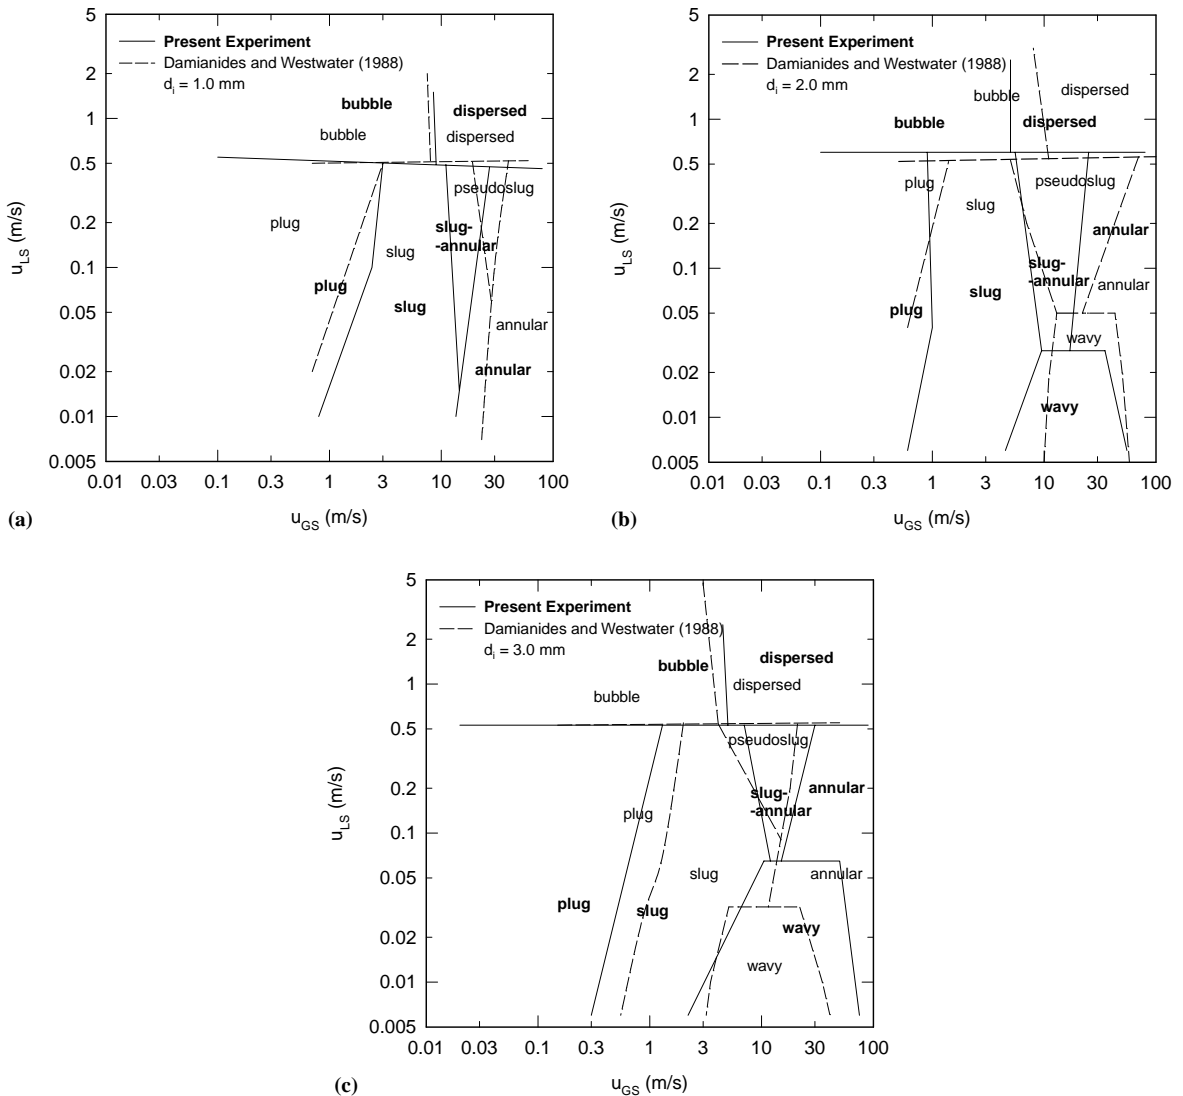 5
Present Experiment
Damianides and Westwater (1988)
d_i = 1.0 mm
2
bubble
dispersed
1
bubble
dispersed
0.5
pseudoslug
plug
slug-
0.2
-annular
slug
u_LS (m/s)
0.1
plug
slug
0.05
annular
annular
0.02
0.01
0.005
0.01 0.03 0.1 0.3 1 3 10 30 100
u_GS (m/s)
(a)
5
Present Experiment
Damianides and Westwater (1988)
d_i = 2.0 mm
2
dispersed
bubble
1
bubble
dispersed
0.5
plug
pseudoslug
slug
0.2
annular
u_LS (m/s)
slug-
0.1
-annular
annular
slug
plug
0.05
wavy
0.02
wavy
0.01
0.005
0.01 0.03 0.1 0.3 1 3 10 30 100
u_GS (m/s)
(b)
5
Present Experiment
Damianides and Westwater (1988)
d_i = 3.0 mm
2
bubble
dispersed
1
bubble
dispersed
0.5
pseudoslug
0.2
slug-
annular
-annular
plug
u_LS (m/s)
0.1
slug
annular
0.05
plug
slug
wavy
0.02
wavy
0.01
0.005
0.01 0.03 0.1 0.3 1 3 10 30 100
u_GS (m/s)
(c)